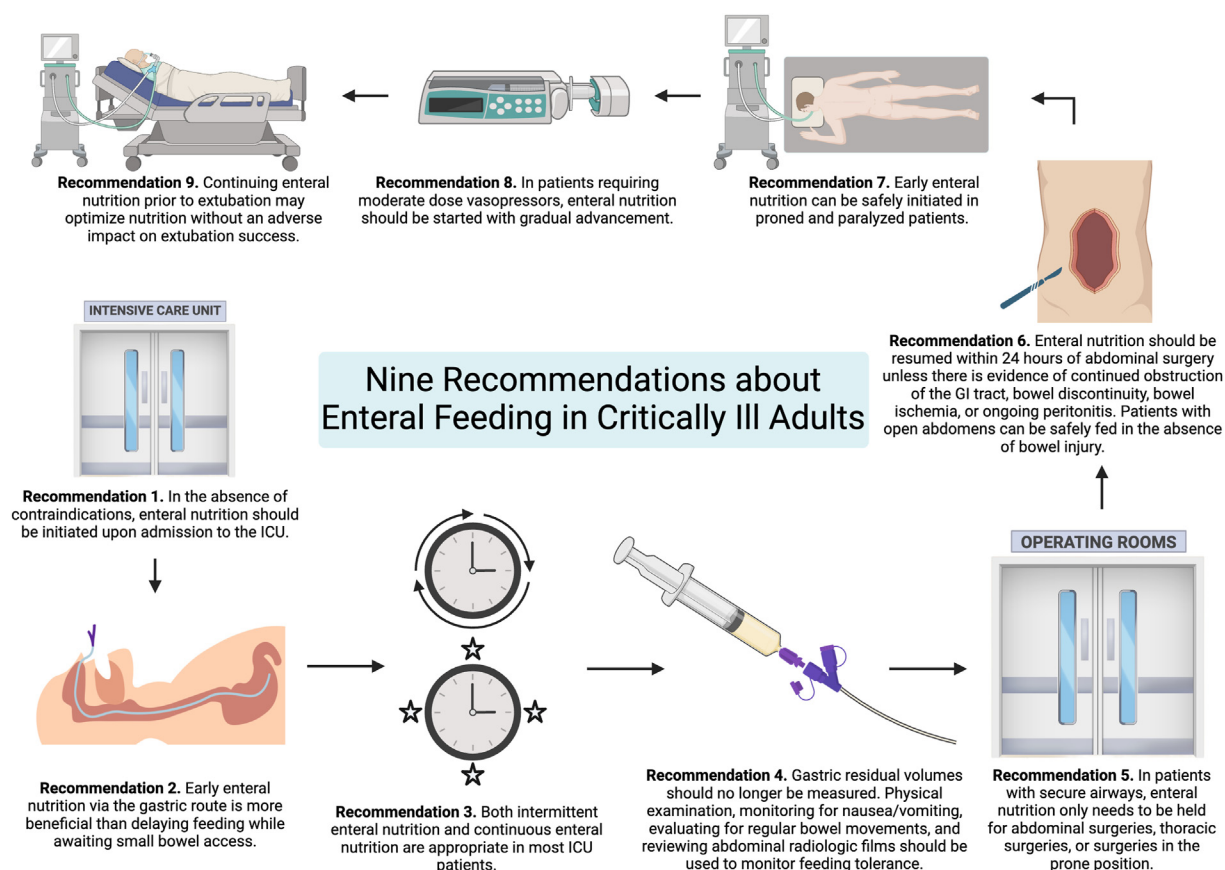 Nine Recommendations about
Enteral Feeding in Critically Ill Adults
INTENSIVE CARE UNIT
Recommendation 1. In the absence of
contraindications, enteral nutrition should
be initiated upon admission to the ICU.
Recommendation 2. Early enteral
nutrition via the gastric route is more
beneficial than delaying feeding while
awaiting small bowel access.
Recommendation 3. Both intermittent
enteral nutrition and continuous enteral
nutrition are appropriate in most ICU
patients.
Recommendation 4. Gastric residual volumes
should no longer be measured. Physical
examination, monitoring for nausea/vomiting,
evaluating for regular bowel movements, and
reviewing abdominal radiologic films should be
used to monitor feeding tolerance.
OPERATING ROOMS
Recommendation 5. In patients
with secure airways, enteral
nutrition only needs to be held
for abdominal surgeries, thoracic
surgeries, or surgeries in the
prone position.
Recommendation 6. Enteral nutrition should be
resumed within 24 hours of abdominal surgery
unless there is evidence of continued obstruction
of the GI tract, bowel discontinuity, bowel
ischemia, or ongoing peritonitis. Patients with
open abdomens can be safely fed in the absence
of bowel injury.
Recommendation 7. Early enteral
nutrition can be safely initiated in
proned and paralyzed patients.
Recommendation 8. In patients requiring
moderate dose vasopressors, enteral nutrition
should be started with gradual advancement.
Recommendation 9. Continuing enteral
nutrition prior to extubation may
optimize nutrition without an adverse
impact on extubation success.